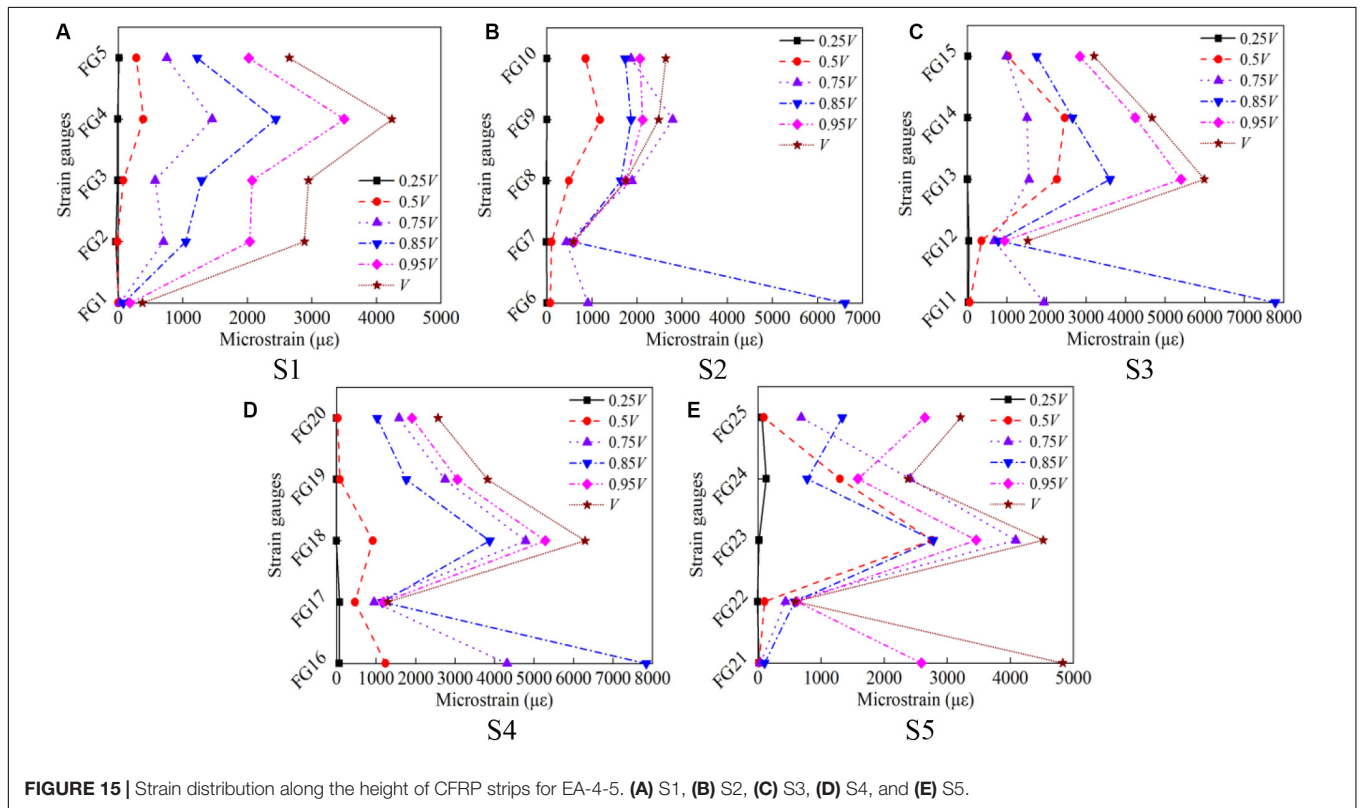 A
FG5
FG4
FG3
FG2
FG1
Strain gauges
0.25V
0.5V
0.75V
0.85V
0.95V
V
0 1000 2000 3000 4000 5000
Microstrain (με)
S1
B
FG10
FG9
FG8
FG7
FG6
Strain gauges
0.25V
0.5V
0.75V
0.85V
0.95V
V
0 1000 2000 3000 4000 5000 6000 7000
Microstrain (με)
S2
C
FG15
FG14
FG13
FG12
FG11
Strain gauges
0.25V
0.5V
0.75V
0.85V
0.95V
V
0 1000 2000 3000 4000 5000 6000 7000 8000
Microstrain (με)
S3
D
FG20
FG19
FG18
FG17
FG16
Strain gauges
0.25V
0.5V
0.75V
0.85V
0.95V
V
0 1000 2000 3000 4000 5000 6000 7000 8000
Microstrain (με)
S4
E
FG25
FG24
FG23
FG22
FG21
Strain gauges
0.25V
0.5V
0.75V
0.85V
0.95V
V
0 1000 2000 3000 4000 5000
Microstrain (με)
S5
FIGURE 15 | Strain distribution along the height of CFRP strips for EA-4-5. (A) S1, (B) S2, (C) S3, (D) S4, and (E) S5.